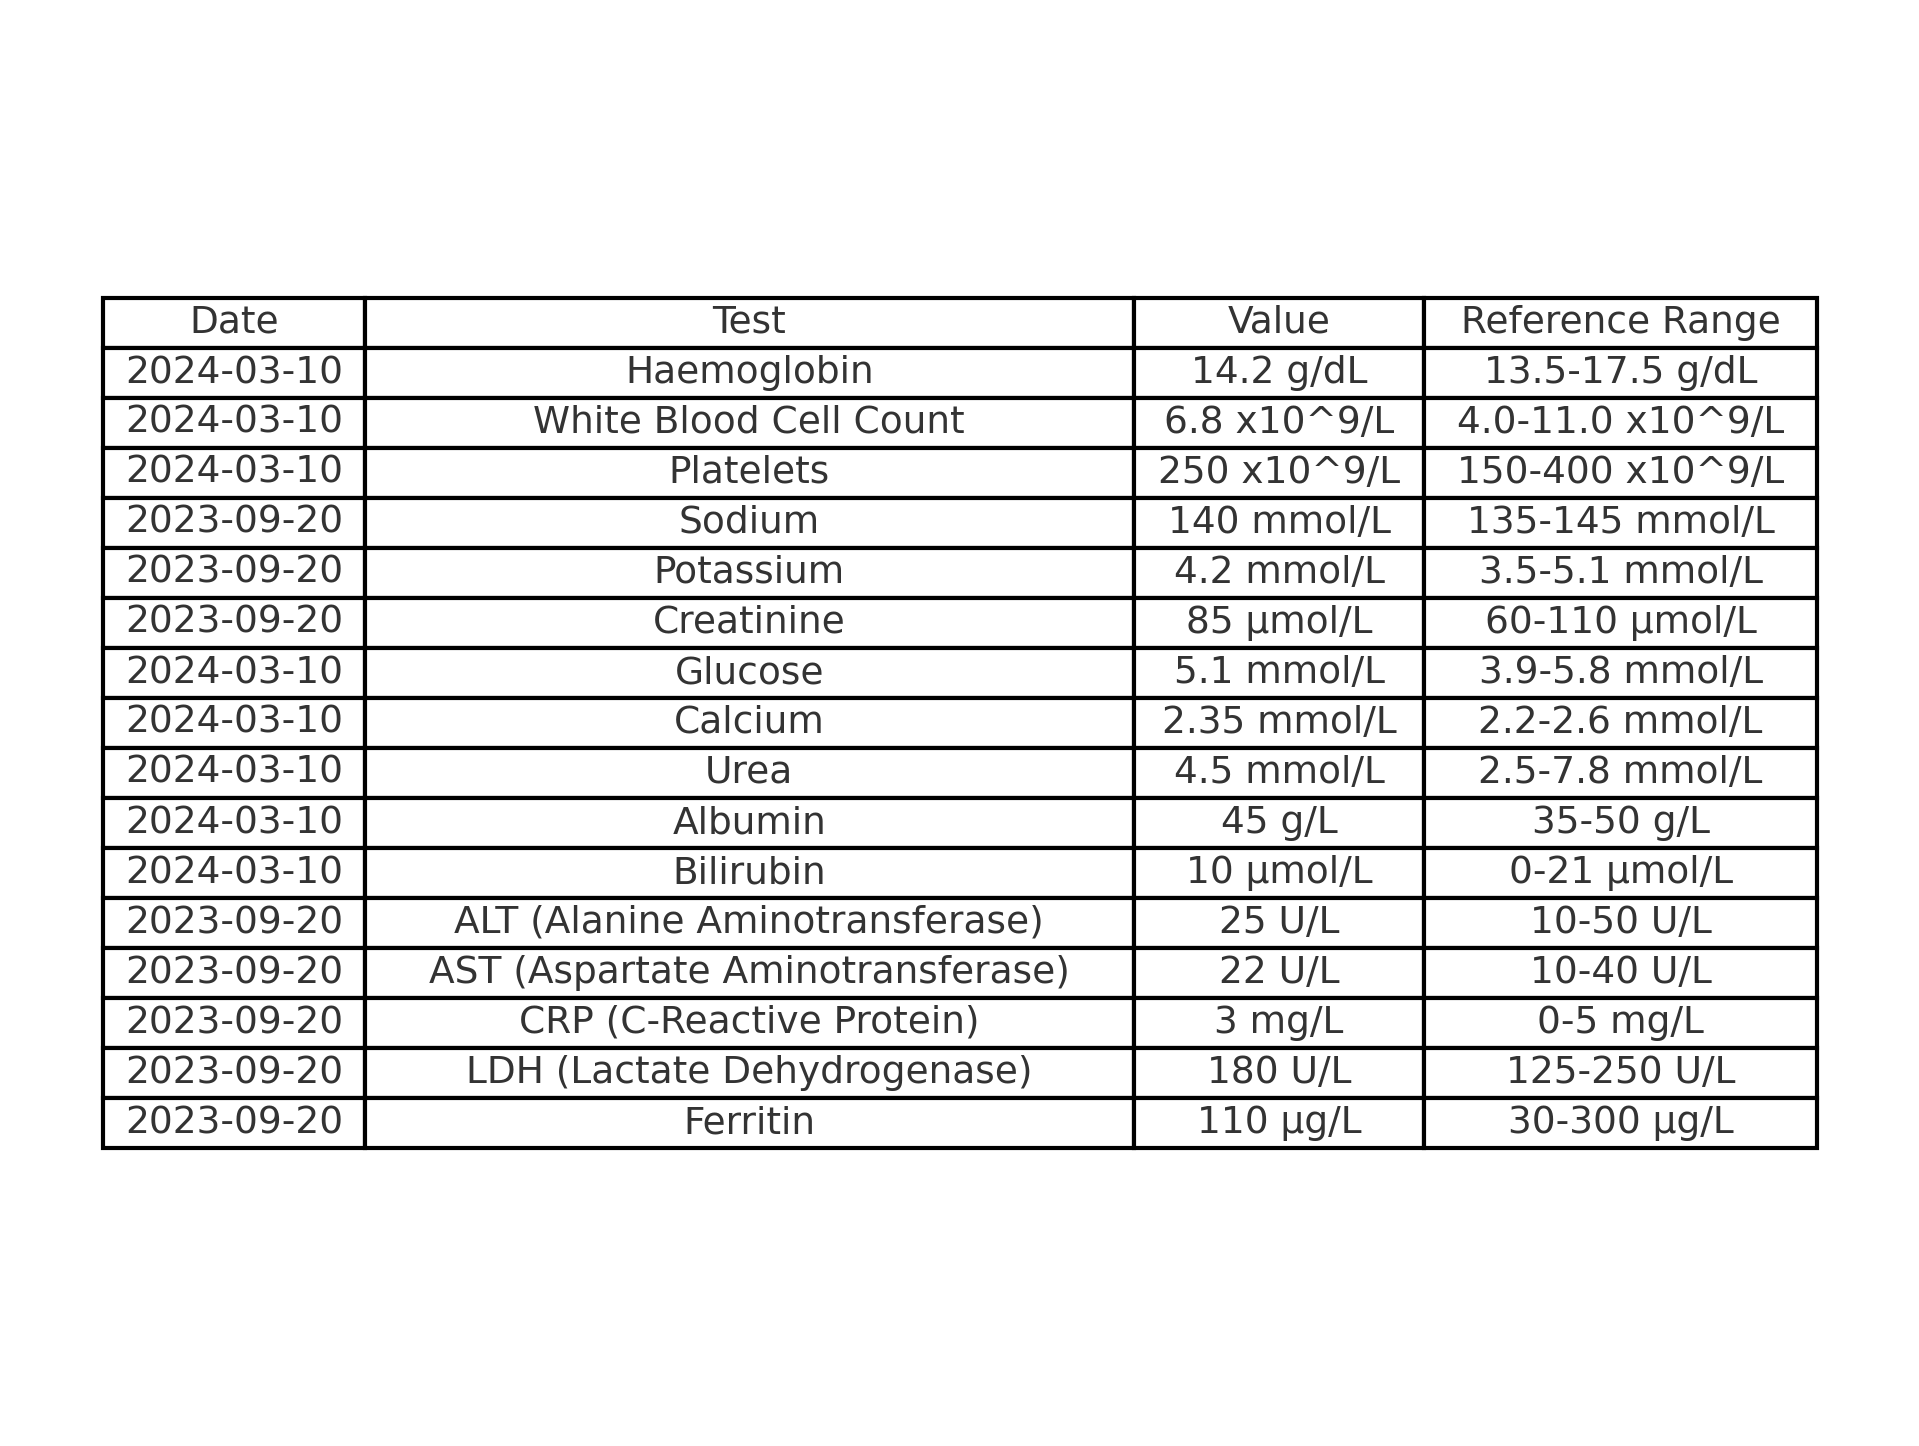 Date Test Value Reference Range
2024-03-10 Haemoglobin 14.2 g/dL 13.5-17.5 g/dL
2024-03-10 White Blood Cell Count 6.8 x10^9/L 4.0-11.0 x10^9/L
2024-03-10 Platelets 250 x10^9/L 150-400 x10^9/L
2023-09-20 Sodium 140 mmol/L 135-145 mmol/L
2023-09-20 Potassium 4.2 mmol/L 3.5-5.1 mmol/L
2023-09-20 Creatinine 85 µmol/L 60-110 µmol/L
2024-03-10 Glucose 5.1 mmol/L 3.9-5.8 mmol/L
2024-03-10 Calcium 2.35 mmol/L 2.2-2.6 mmol/L
2024-03-10 Urea 4.5 mmol/L 2.5-7.8 mmol/L
2024-03-10 Albumin 45 g/L 35-50 g/L
2024-03-10 Bilirubin 10 µmol/L 0-21 µmol/L
2023-09-20 ALT (Alanine Aminotransferase) 25 U/L 10-50 U/L
2023-09-20 AST (Aspartate Aminotransferase) 22 U/L 10-40 U/L
2023-09-20 CRP (C-Reactive Protein) 3 mg/L 0-5 mg/L
2023-09-20 LDH (Lactate Dehydrogenase) 180 U/L 125-250 U/L
2023-09-20 Ferritin 110 µg/L 30-300 µg/L